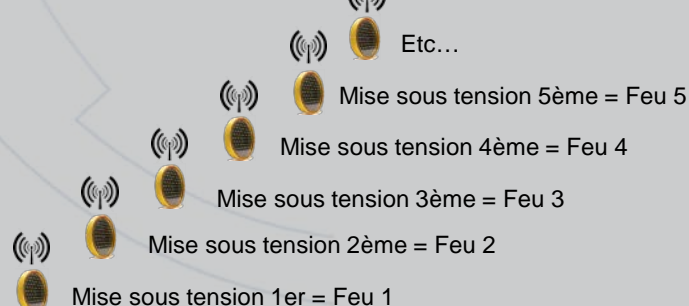 Etc…
Mise sous tension 5ème = Feu 5
Mise sous tension 4ème = Feu 4
Mise sous tension 3ème = Feu 3
Mise sous tension 2ème = Feu 2
Mise sous tension 1er = Feu 1